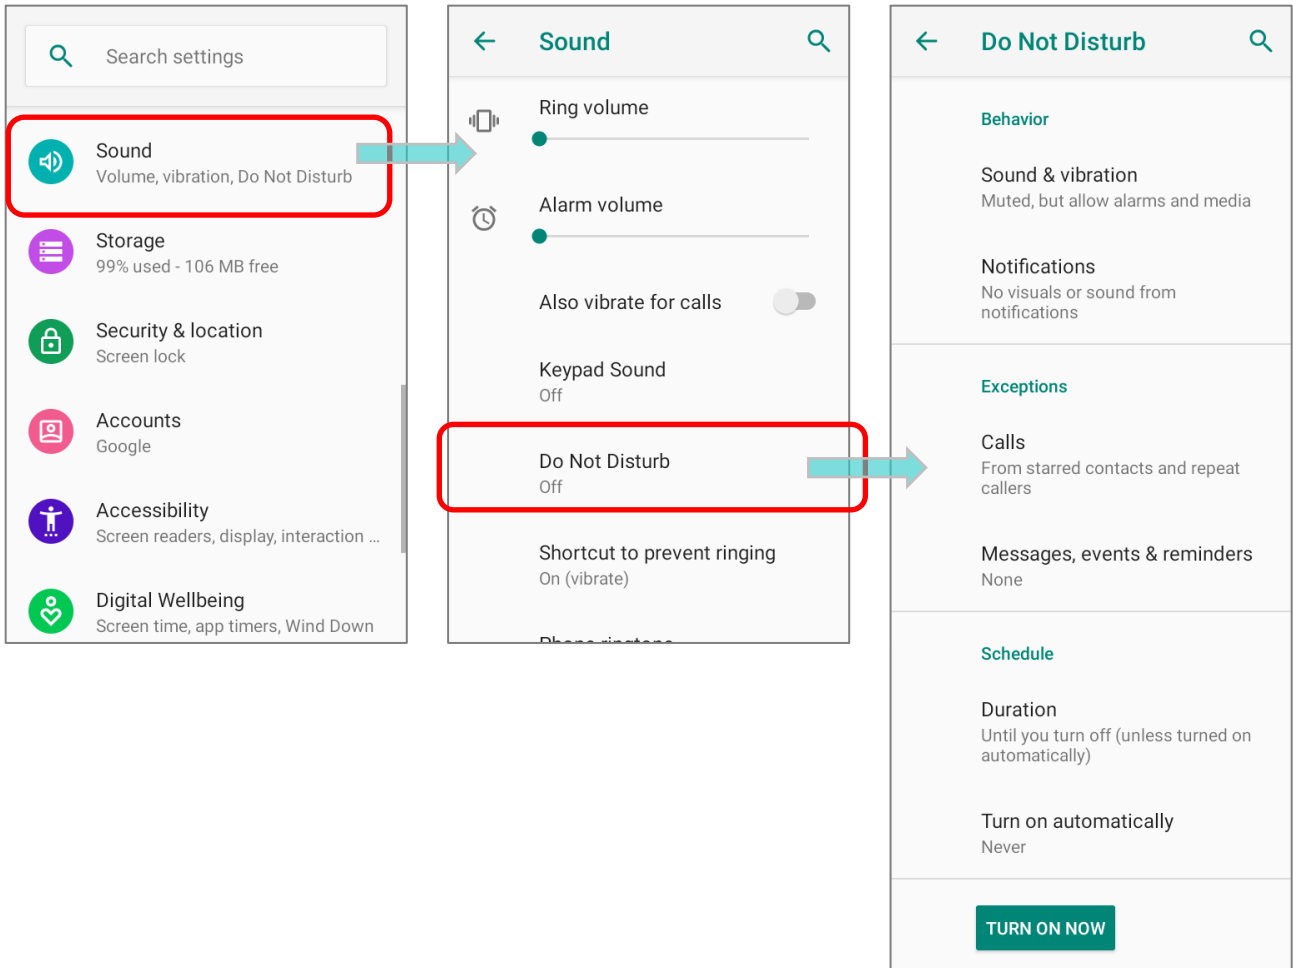 Search settings
Sound
Volume, vibration, Do Not Disturb
Storage
99% used - 106 MB free
Security & location
Screen lock
Accounts
Google
Accessibility
Screen readers, display, interaction ...
Digital Wellbeing
Screen time, app timers, Wind Down
Sound
Ring volume
Alarm volume
Also vibrate for calls
Keypad Sound
Off
Do Not Disturb
Off
Shortcut to prevent ringing
On (vibrate)
Phone ringtone
Do Not Disturb
Behavior
Sound & vibration
Muted, but allow alarms and media
Notifications
No visuals or sound from
notifications
Exceptions
Calls
From starred contacts and repeat
callers
Messages, events & reminders
None
Schedule
Duration
Until you turn off (unless turned on
automatically)
Turn on automatically
Never
TURN ON NOW